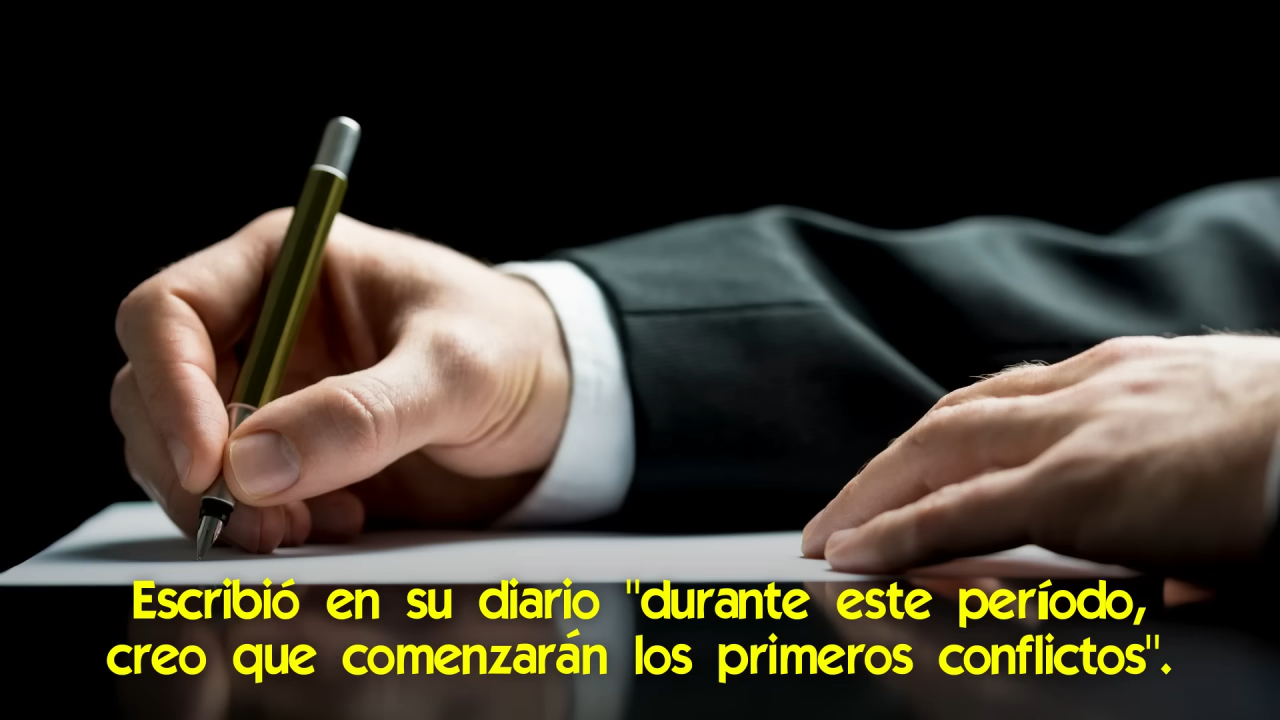 Escribió en su diario "durante este período,
creo que comenzarán los primeros conflictos".